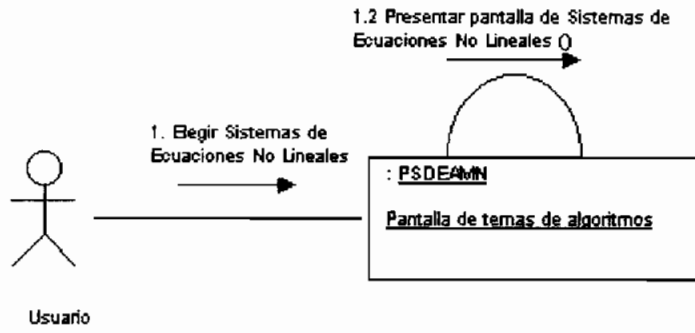 1.2 Presentar pantalla de Sistemas de
Ecuaciones No Lineales ()
1. Elegir Sistemas de
Ecuaciones No Lineales
: PSDEAMN
Pantalla de temas de algoritmos
Usuario